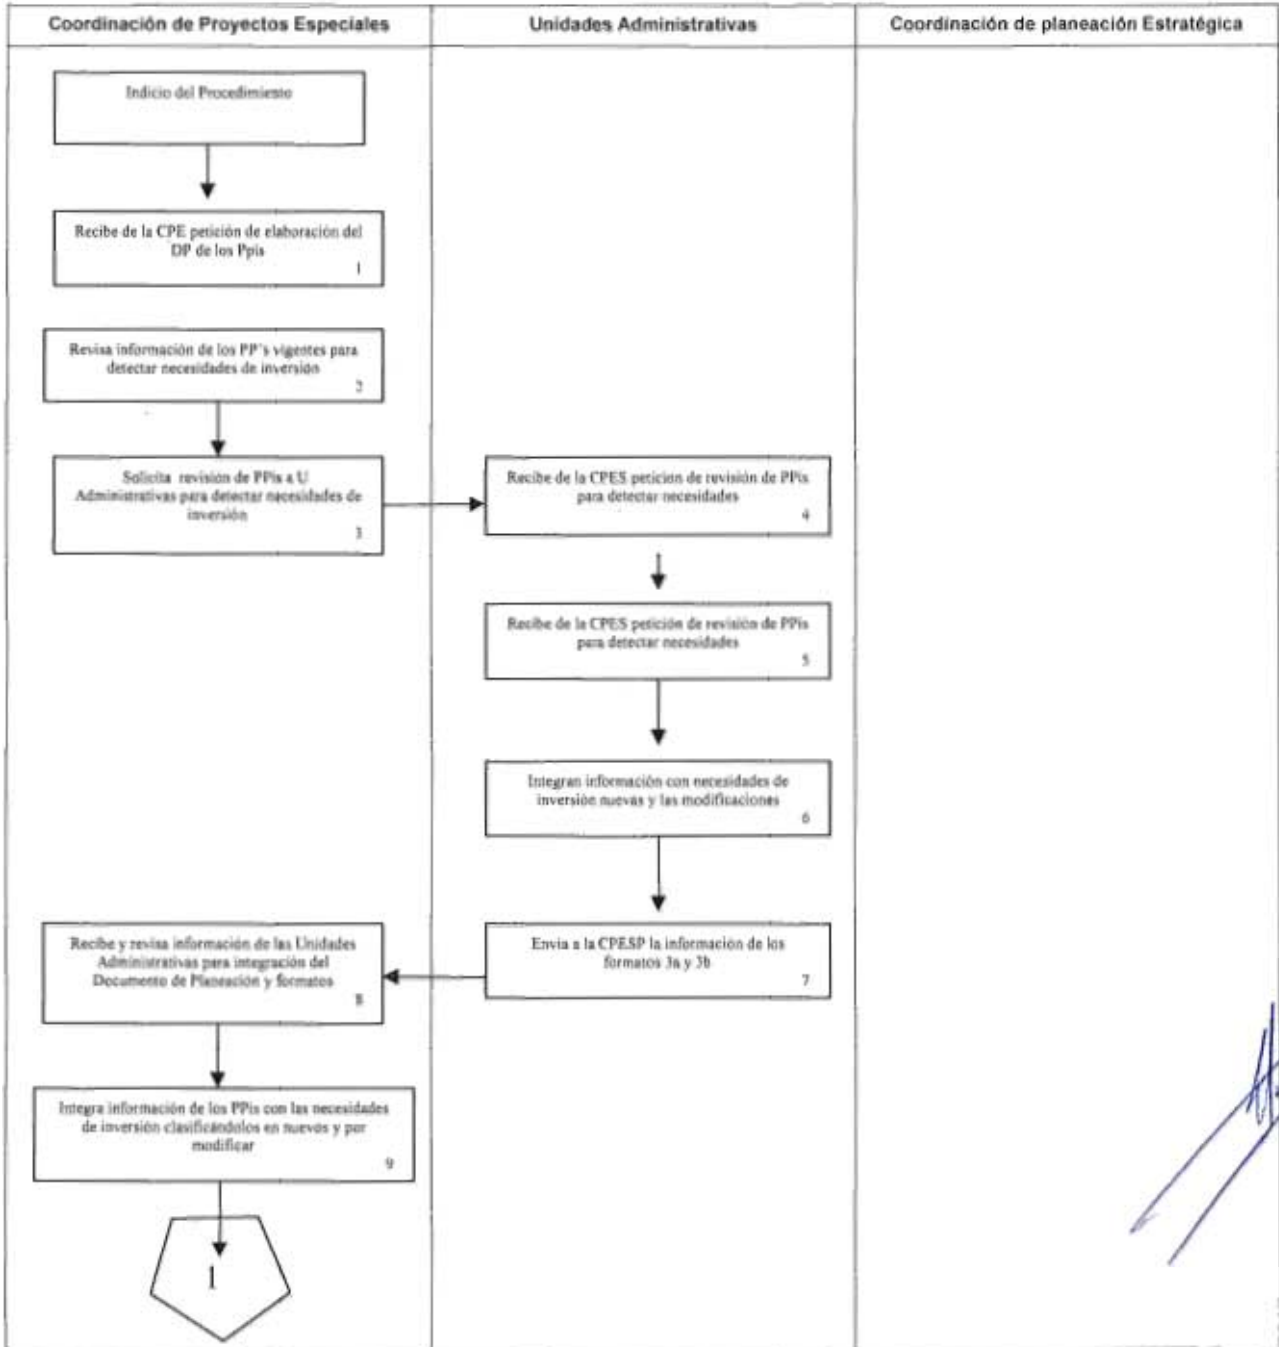 Coordinación de Proyectos Especiales
Unidades Administrativas
Coordinación de planeación Estratégica
Indicio del Procedimiento
Recibe de la CPE petición de elaboración del
DP de los Ppis
1
Revisa información de los PP's vigentes para
detectar necesidades de inversión
2
Solicita revisión de PPis a U
Administrativas para detectar necesidades de
inversión
3
Recibe de la CPES peticion de revisión de PPis
para detectar necesidades
4
Recibe de la CPES petición de revisión de PPis
para detectar necesidades
5
Integran información con necesidades de
inversión nuevas y las modificaciones
6
Envia a la CPESP la información de los
formatos 3a y 3b
7
Recibe y revisa información de las Unidades
Administrativas para integración del
Documento de Planeación y formatos
8
Integra información de los PPis con las necesidades
de inversión clasificándolos en nuevos y por
modificar
9
1